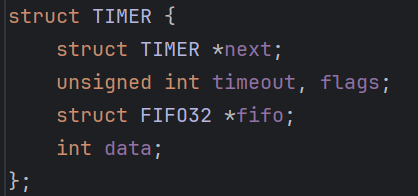 struct TIMER {
    struct TIMER *next;
    unsigned int timeout, flags;
    struct FIFO32 *fifo;
    int data;
};